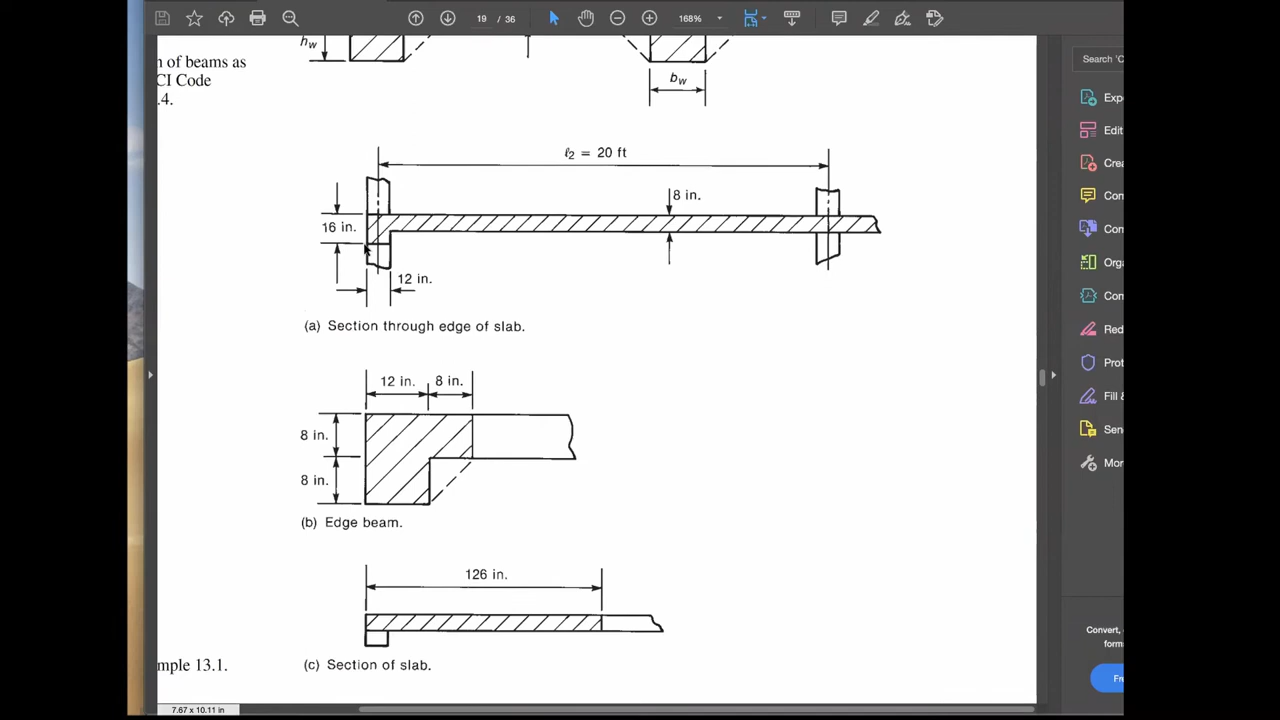 19 / 36
168%
hw
n of beams as
CI Code
.4.
bw
ℓ2 = 20 ft
8 in.
16 in.
12 in.
(a) Section through edge of slab.
12 in.
8 in.
8 in.
8 in.
(b) Edge beam.
126 in.
mple 13.1.
(c) Section of slab.
7.67 x 10.11 in
Search 'C
Exp
Edit
Crea
Con
Con
Orga
Con
Red
Prot
Fill &
Sen
Mor
Convert,
form
Fr